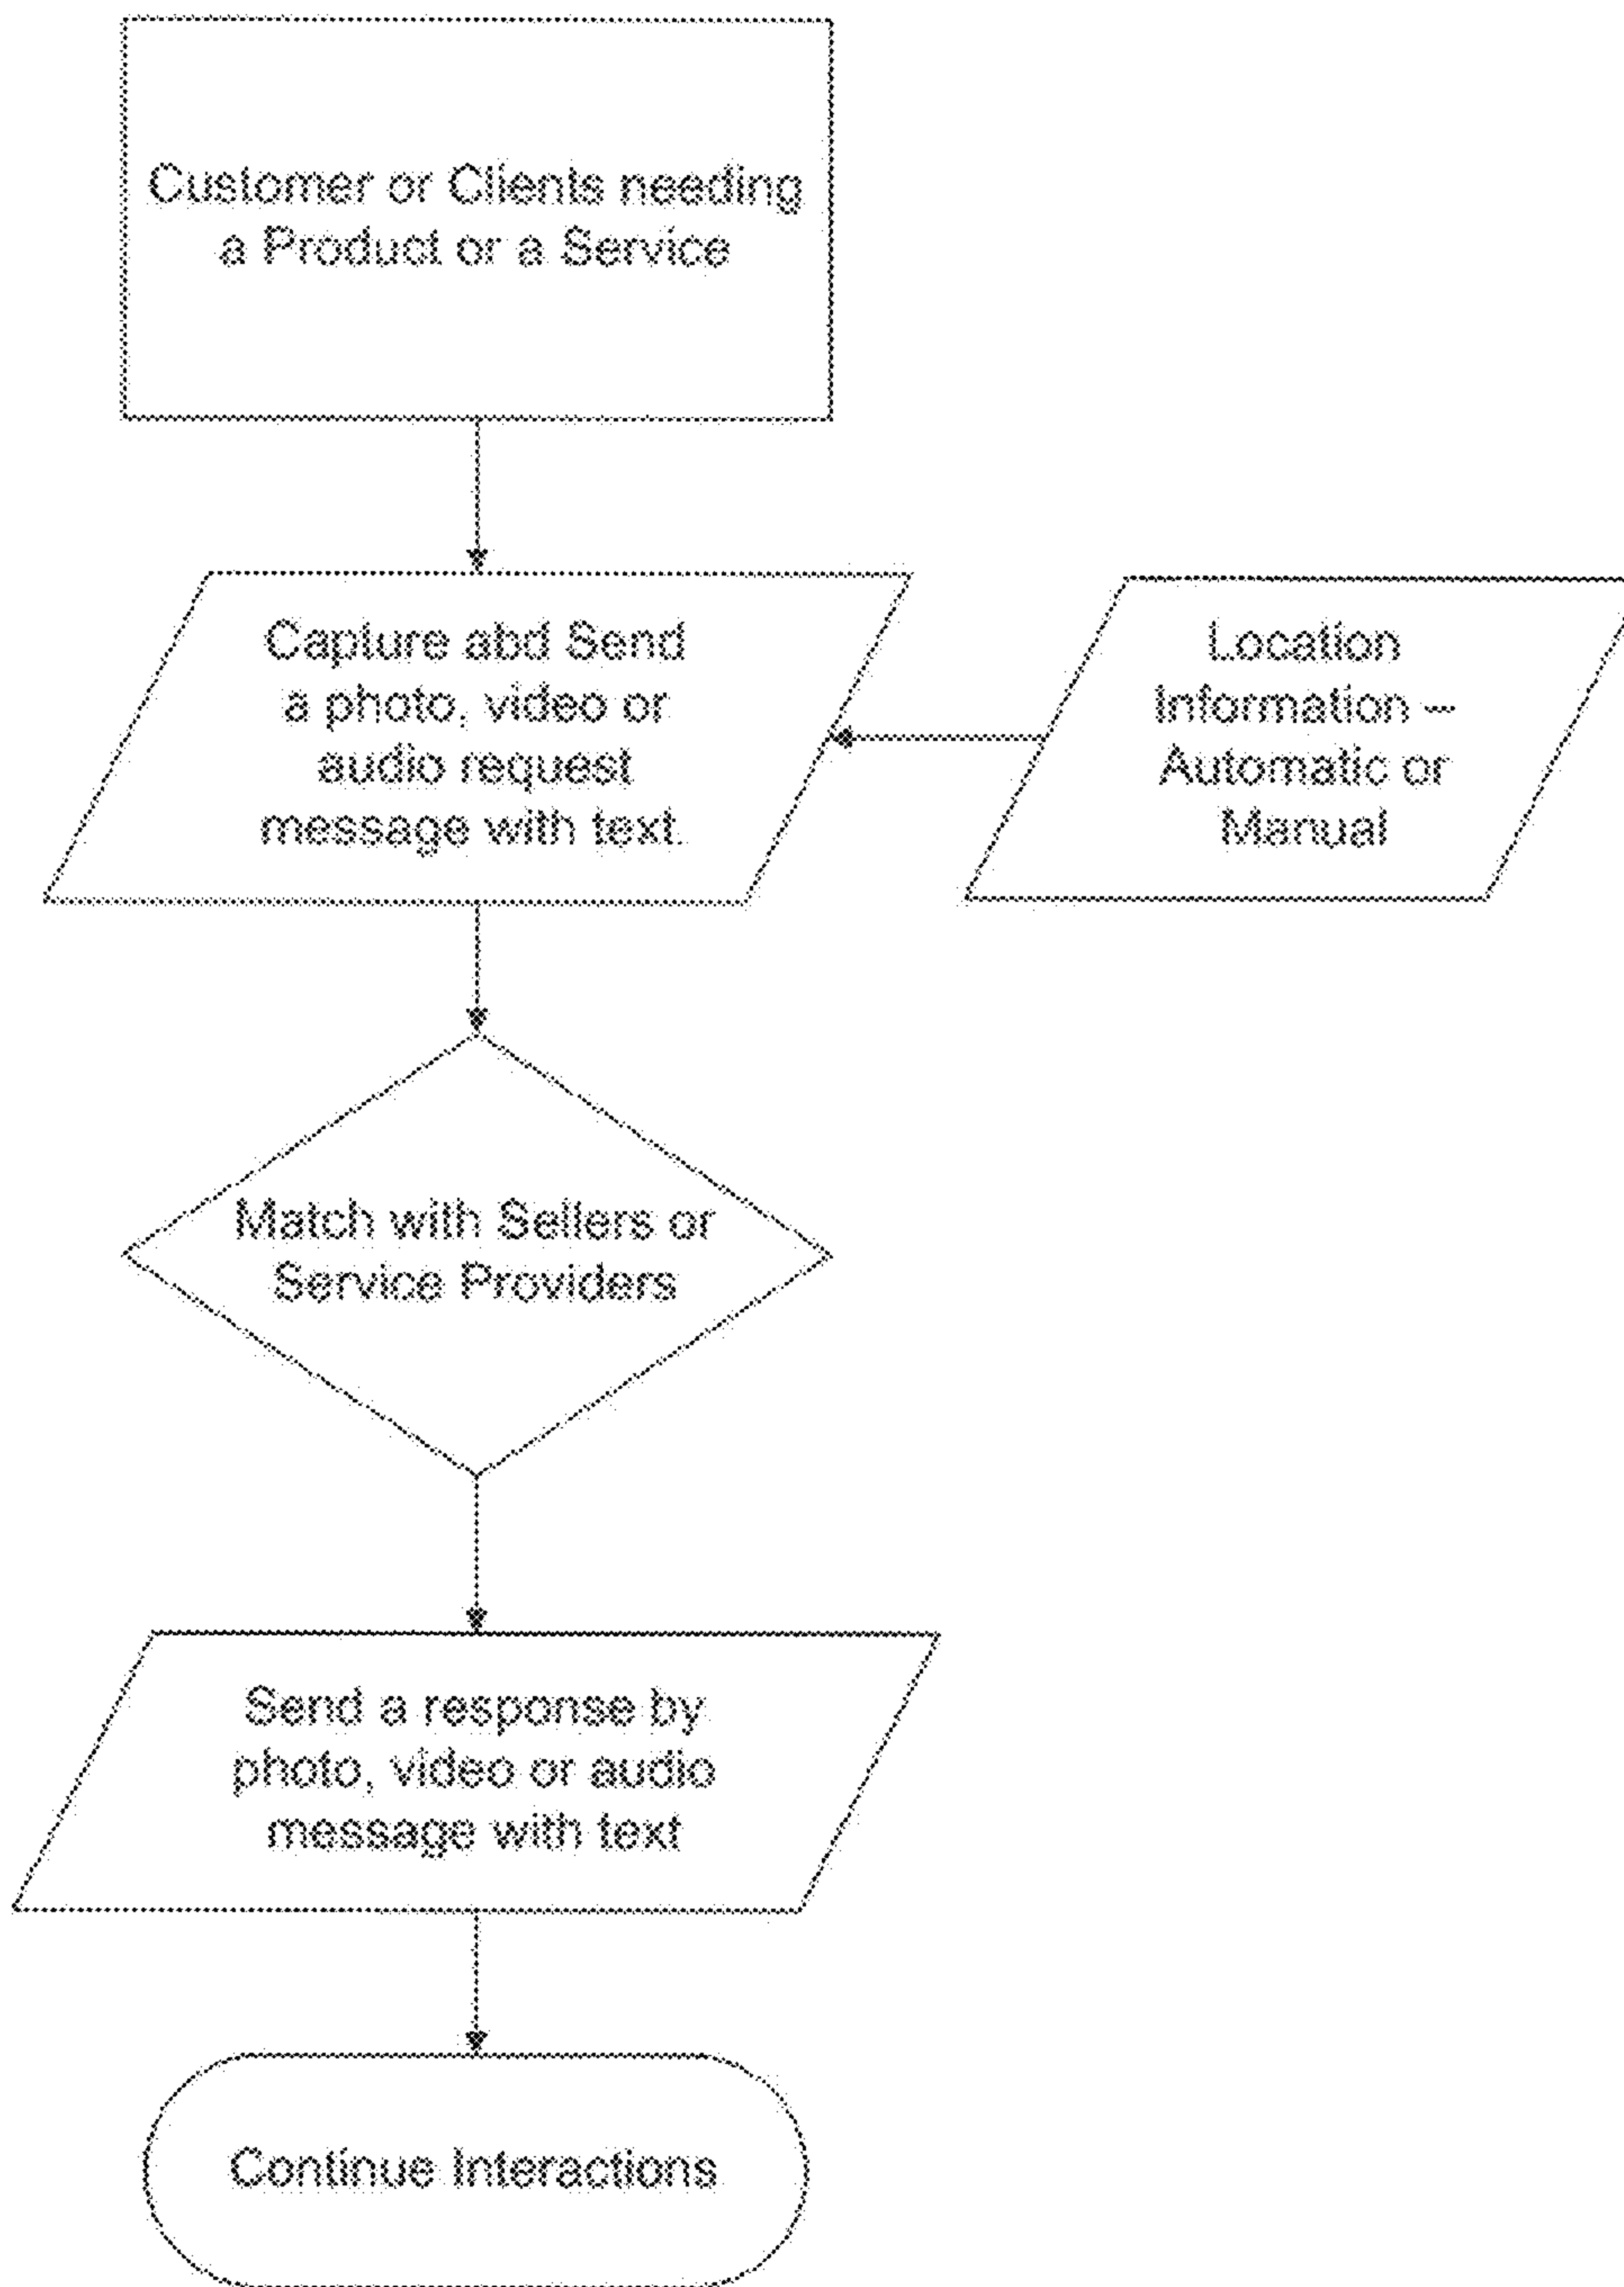 Customer or Clients needing
a Product or a Service
Capture abd Send
a photo, video or
audio request
message with text.
Location
Information –
Automatic or
Manual
Match with Sellers or
Service Providers
Send a response by
photo, video or audio
message with text
Continue Interactions